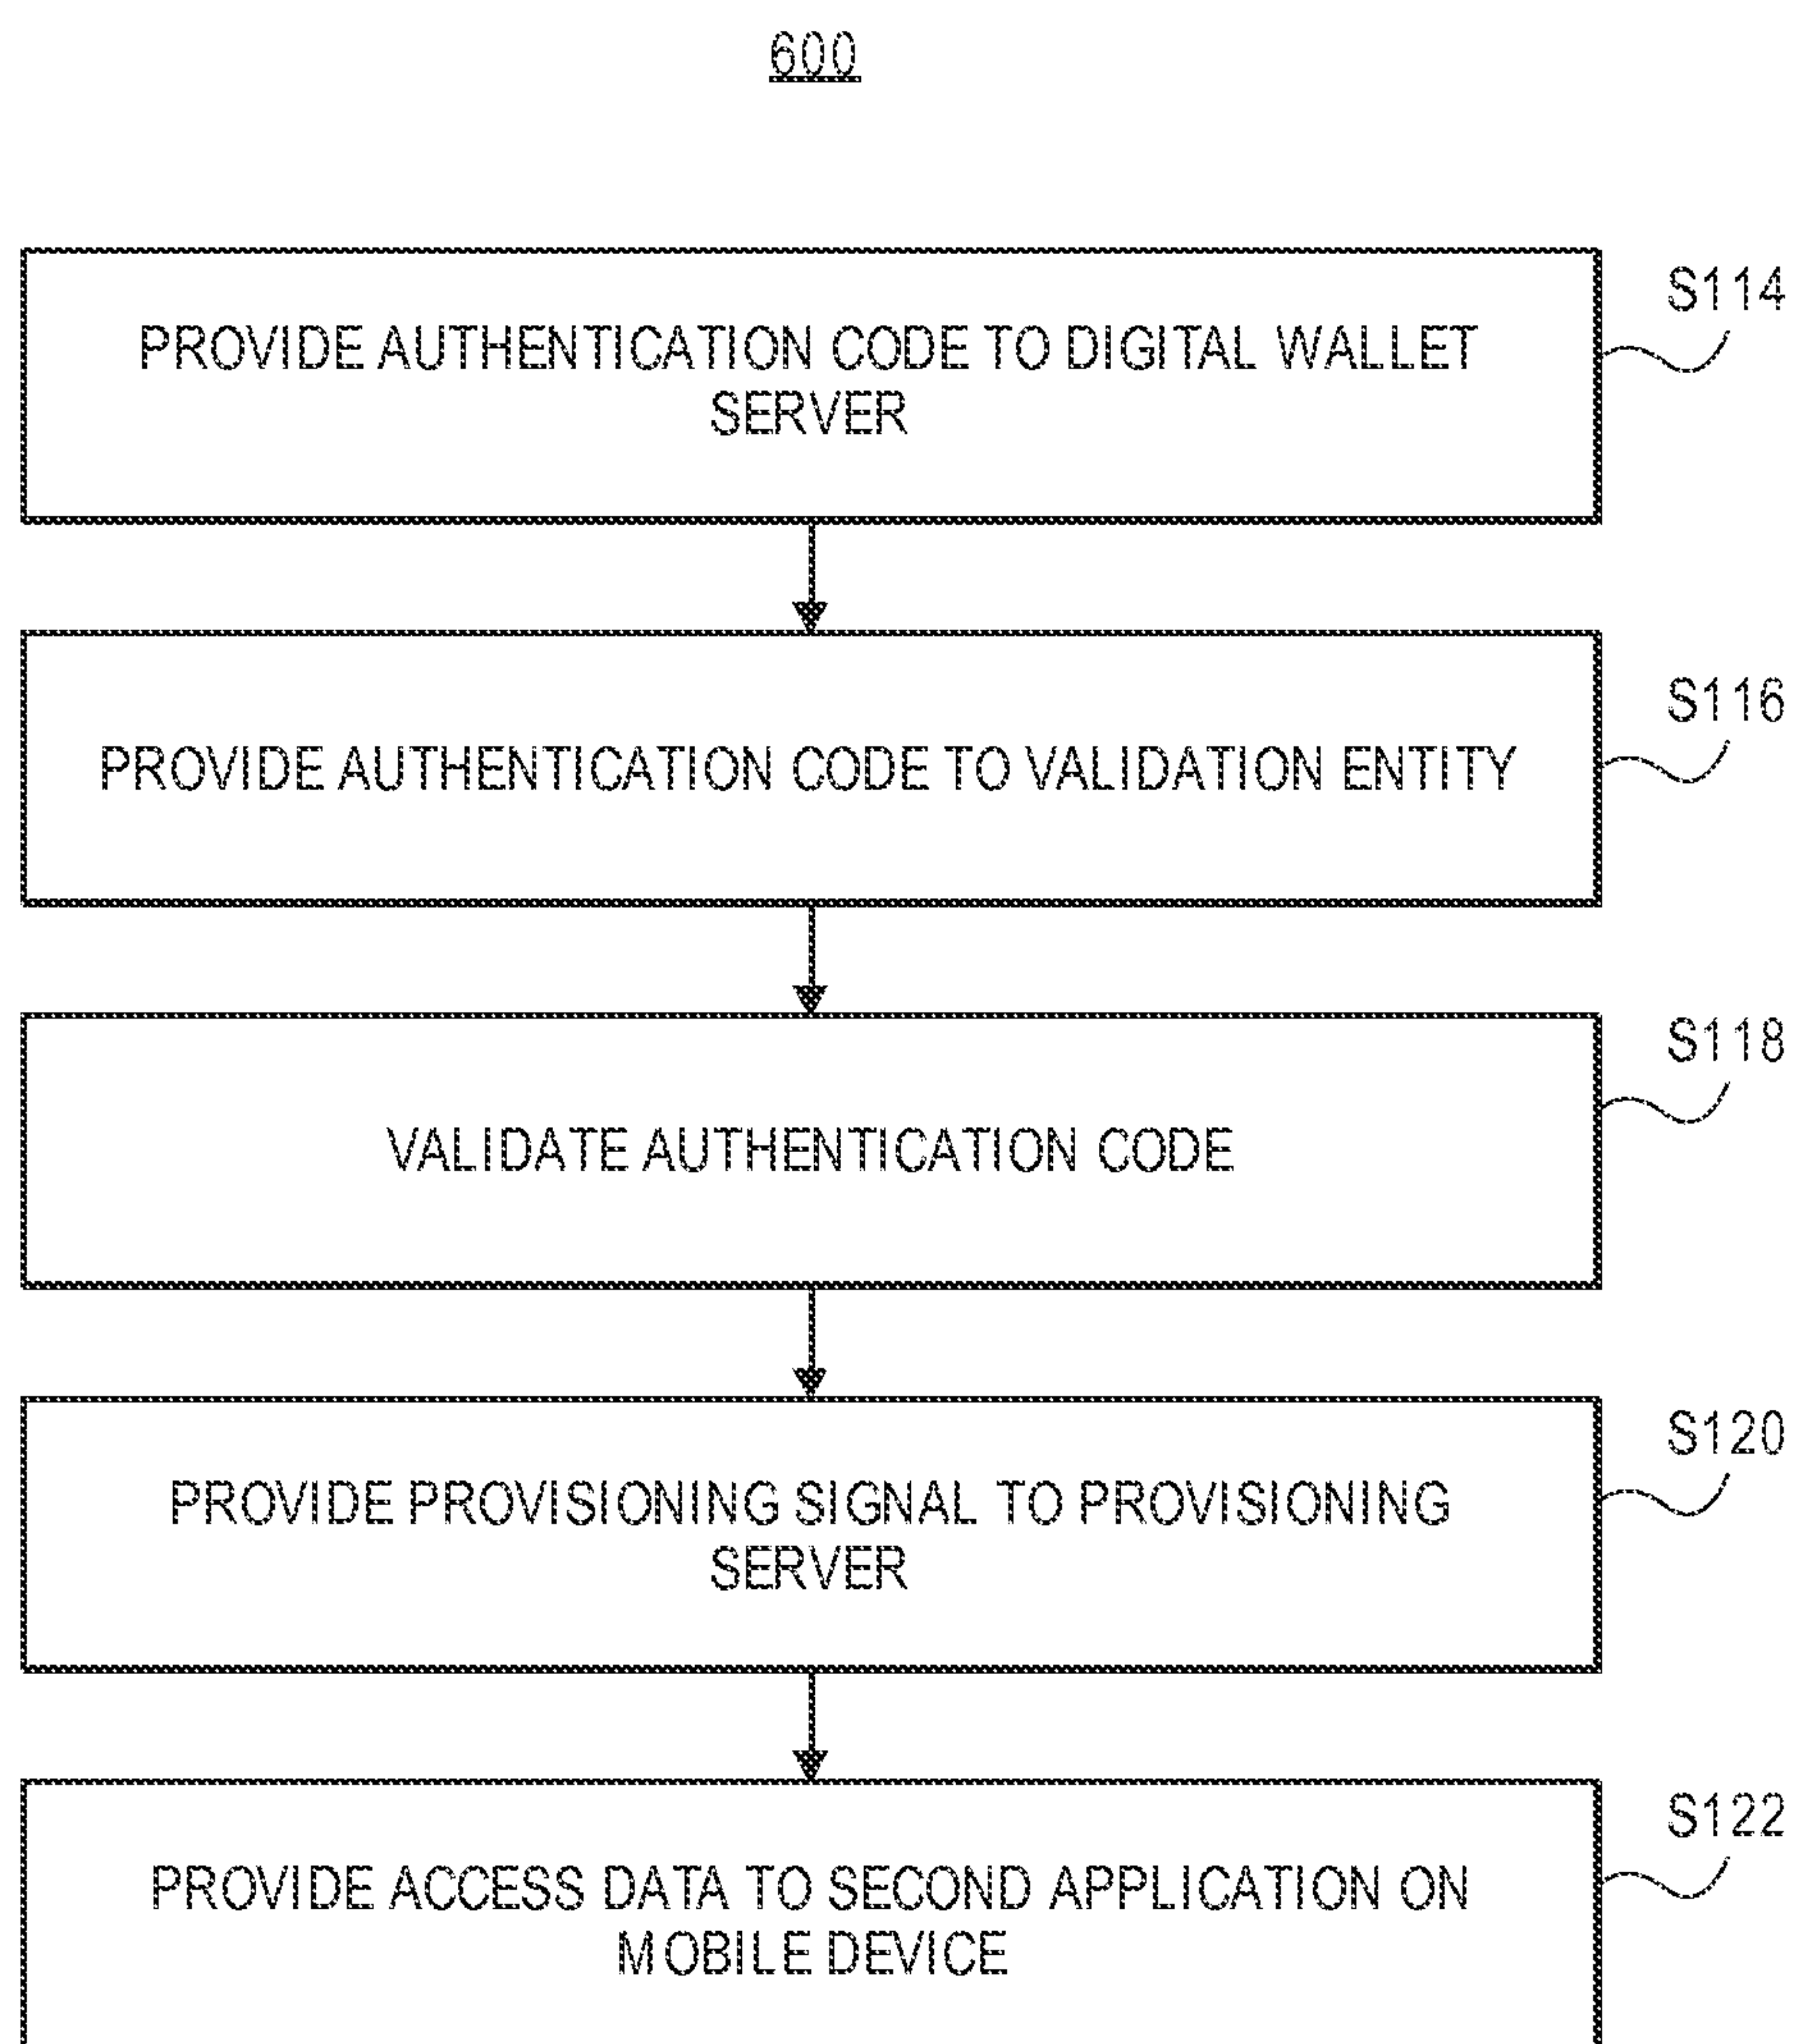 600
S114
PROVIDE AUTHENTICATION CODE TO DIGITAL WALLET
SERVER
S116
PROVIDE AUTHENTICATION CODE TO VALIDATION ENTITY
S118
VALIDATE AUTHENTICATION CODE
S120
PROVIDE PROVISIONING SIGNAL TO PROVISIONING
SERVER
S122
PROVIDE ACCESS DATA TO SECOND APPLICATION ON
MOBILE DEVICE